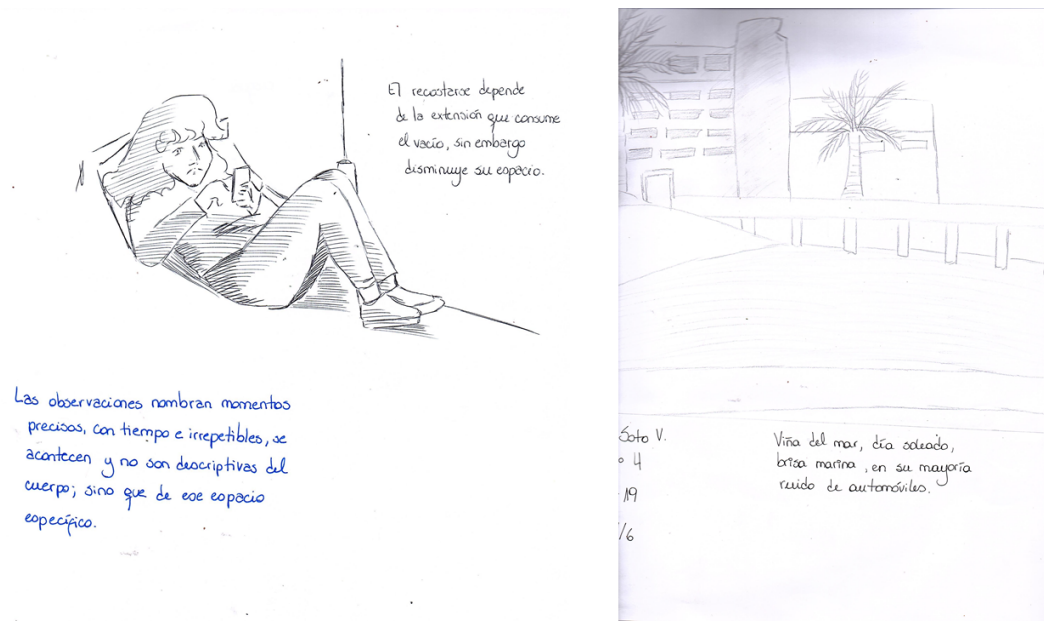 El recostarse depende
de la extensión que consume
el vacío, sin embargo
disminuye su espacio.
Las observaciones nombran momentos
precisos, con tiempo e irrepetibles, se
acontecen y no son descriptivas del
cuerpo; sino que de ese espacio
específico.
Soto V.
o 4
19
/6
Viña del mar, día soleado,
brisa marina, en su mayoría
ruido de automóviles.